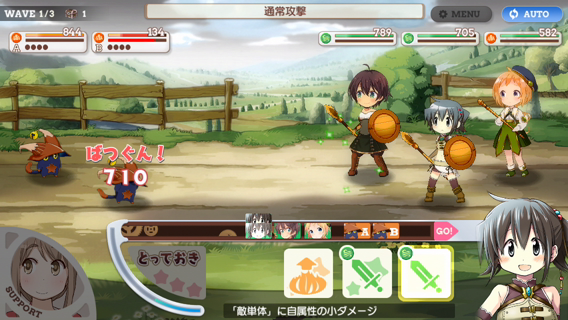 WAVE 1/3 1
通常攻撃
MENU
AUTO
844
A
134
B
789
705
582
ばつぐん!
710
A
B
GO!
とっておき
SUPPORT
「敵単体」に自属性の小ダメージ